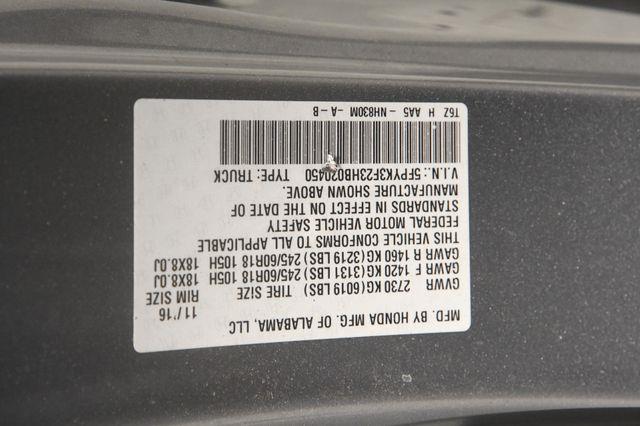 MFD. BY HONDA MFG. OF ALABAMA, LLC 11/'16
GVWR 2730 KG(6019 LBS) TIRE SIZE RIM SIZE
GAWR F 1420 KG(3131 LBS) 245/60R18 105H 18X8.0J
GAWR R 1460 KG(3219 LBS) 245/60R18 105H 18X8.0J
THIS VEHICLE CONFORMS TO ALL APPLICABLE
FEDERAL MOTOR VEHICLE SAFETY
STANDARDS IN EFFECT ON THE DATE OF
MANUFACTURE SHOWN ABOVE.
V.I.N.: 5FPYK3F23HB020450 TYPE: TRUCK
T6Z H AA5 - NH830M -A-B